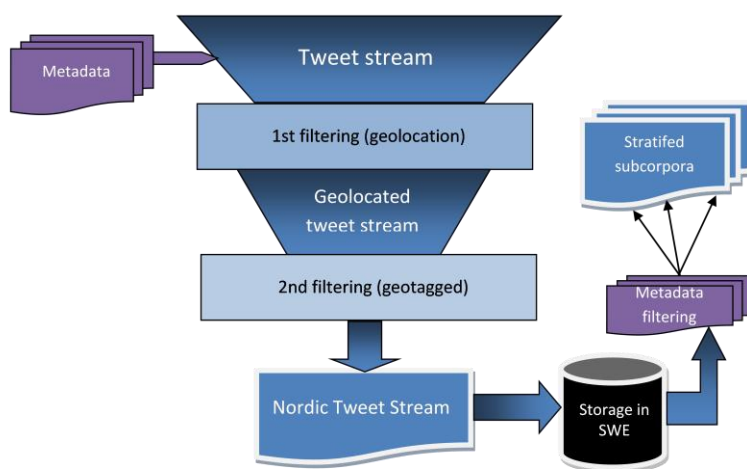 Metadata
Tweet stream
1st filtering (geolocation)
Geolocated
tweet stream
2nd filtering (geotagged)
Nordic Tweet Stream
Storage in
SWE
Metadata
filtering
Stratifed
subcorpora